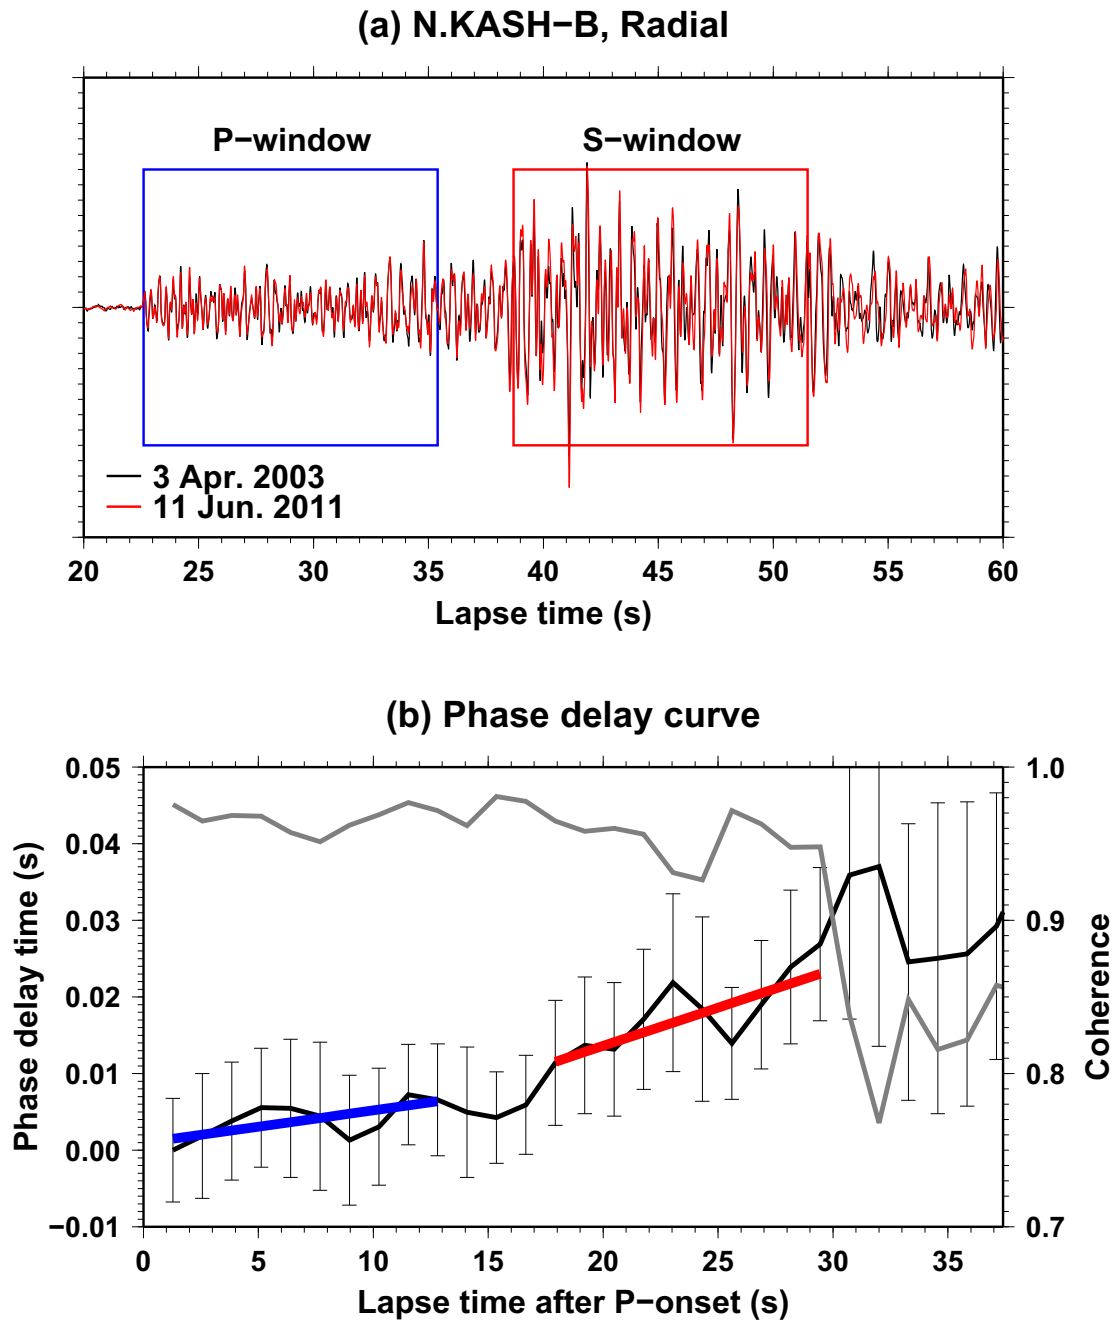 (a) N.KASH−B, Radial
P−window
S−window
3 Apr. 2003
11 Jun. 2011
20 25 30 35 40 45 50 55 60
Lapse time (s)
(b) Phase delay curve
0.05
0.04
0.03
0.02
0.01
0.00
−0.01
Phase delay time (s)
1.0
0.9
0.8
0.7
Coherence
0 5 10 15 20 25 30 35
Lapse time after P−onset (s)